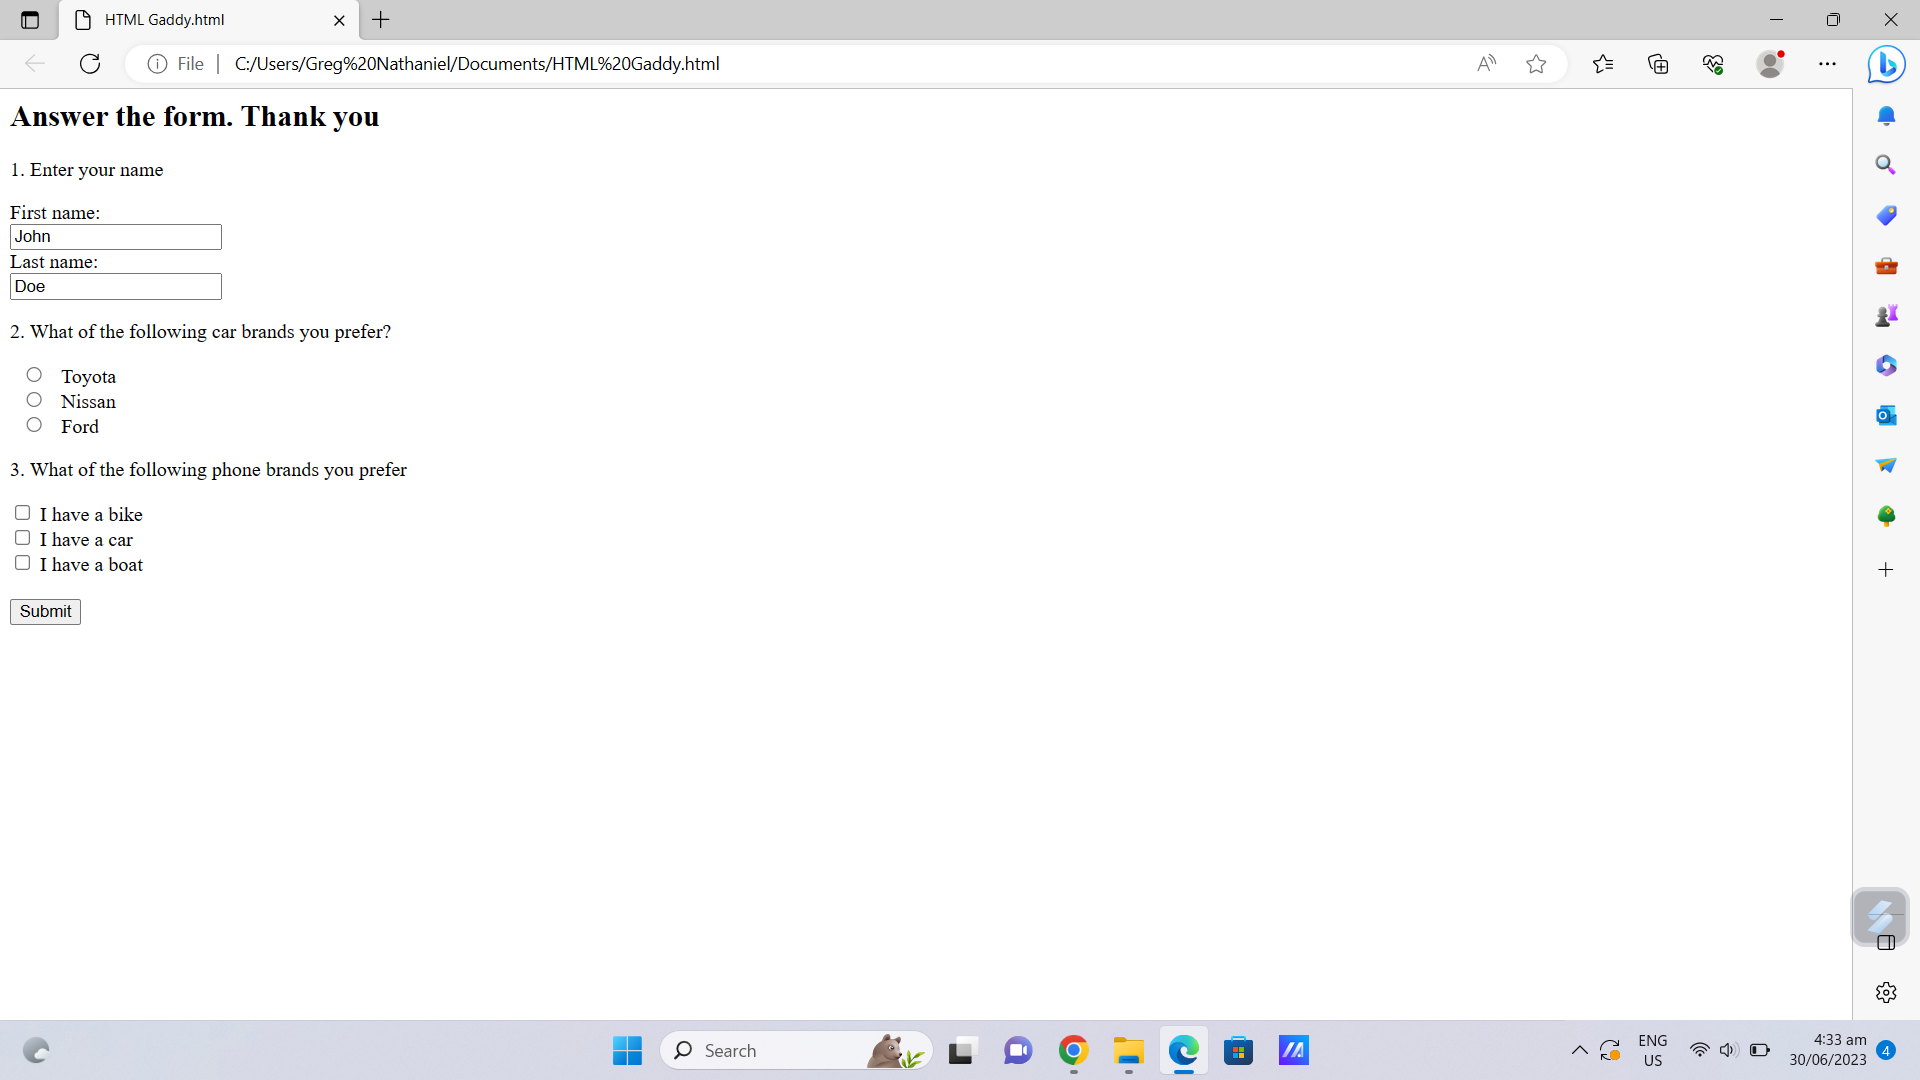 HTML Gaddy.html
File
C:/Users/Greg%20Nathaniel/Documents/HTML%20Gaddy.html
Answer the form. Thank you
1. Enter your name
First name:
John
Last name:
Doe
2. What of the following car brands you prefer?
Toyota
Nissan
Ford
3. What of the following phone brands you prefer
I have a bike
I have a car
I have a boat
Submit
Search
ENG
US
4:33 am
30/06/2023
4